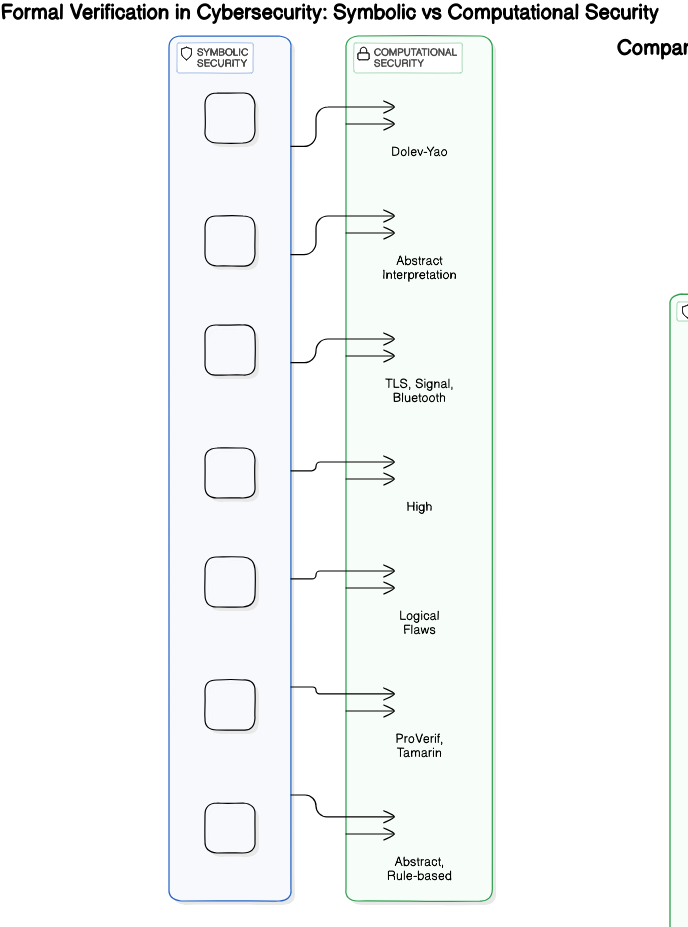 Formal Verification in Cybersecurity: Symbolic vs Computational Security
Compar
SYMBOLIC
SECURITY
COMPUTATIONAL
SECURITY
Dolev-Yao
Abstract
Interpretation
TLS, Signal,
Bluetooth
High
Logical
Flaws
ProVerif,
Tamarin
Abstract,
Rule-based